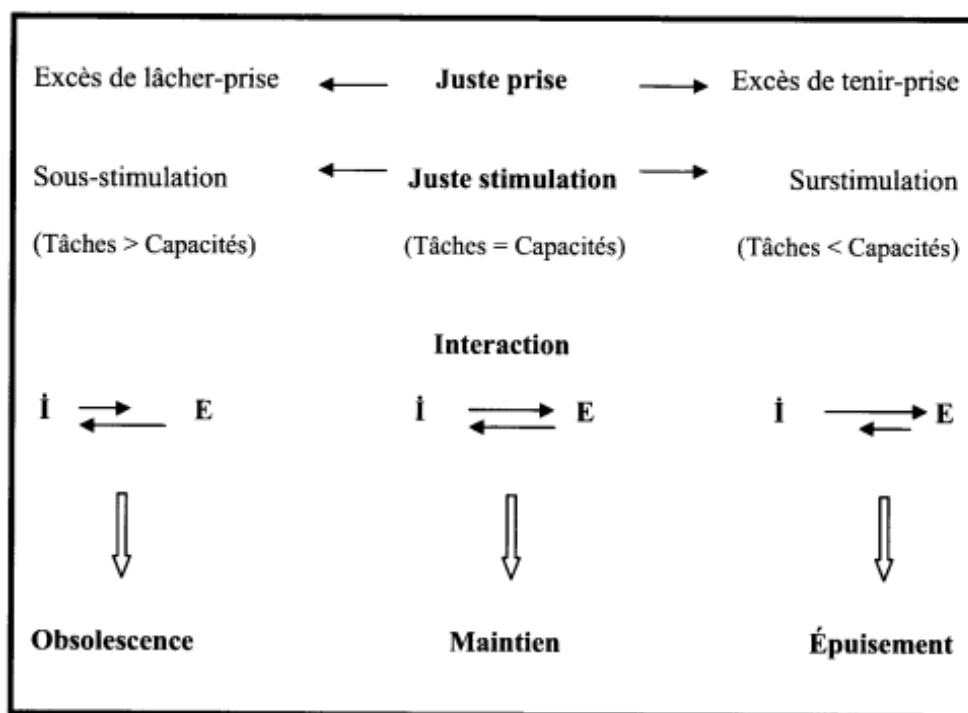 Excès de lâcher-prise Juste prise Excès de tenir-prise
Sous-stimulation Juste stimulation Surstimulation
(Tâches > Capacités) (Tâches = Capacités) (Tâches < Capacités)
Interaction
İ E İ E İ E
Obsolescence Maintien Épuisement